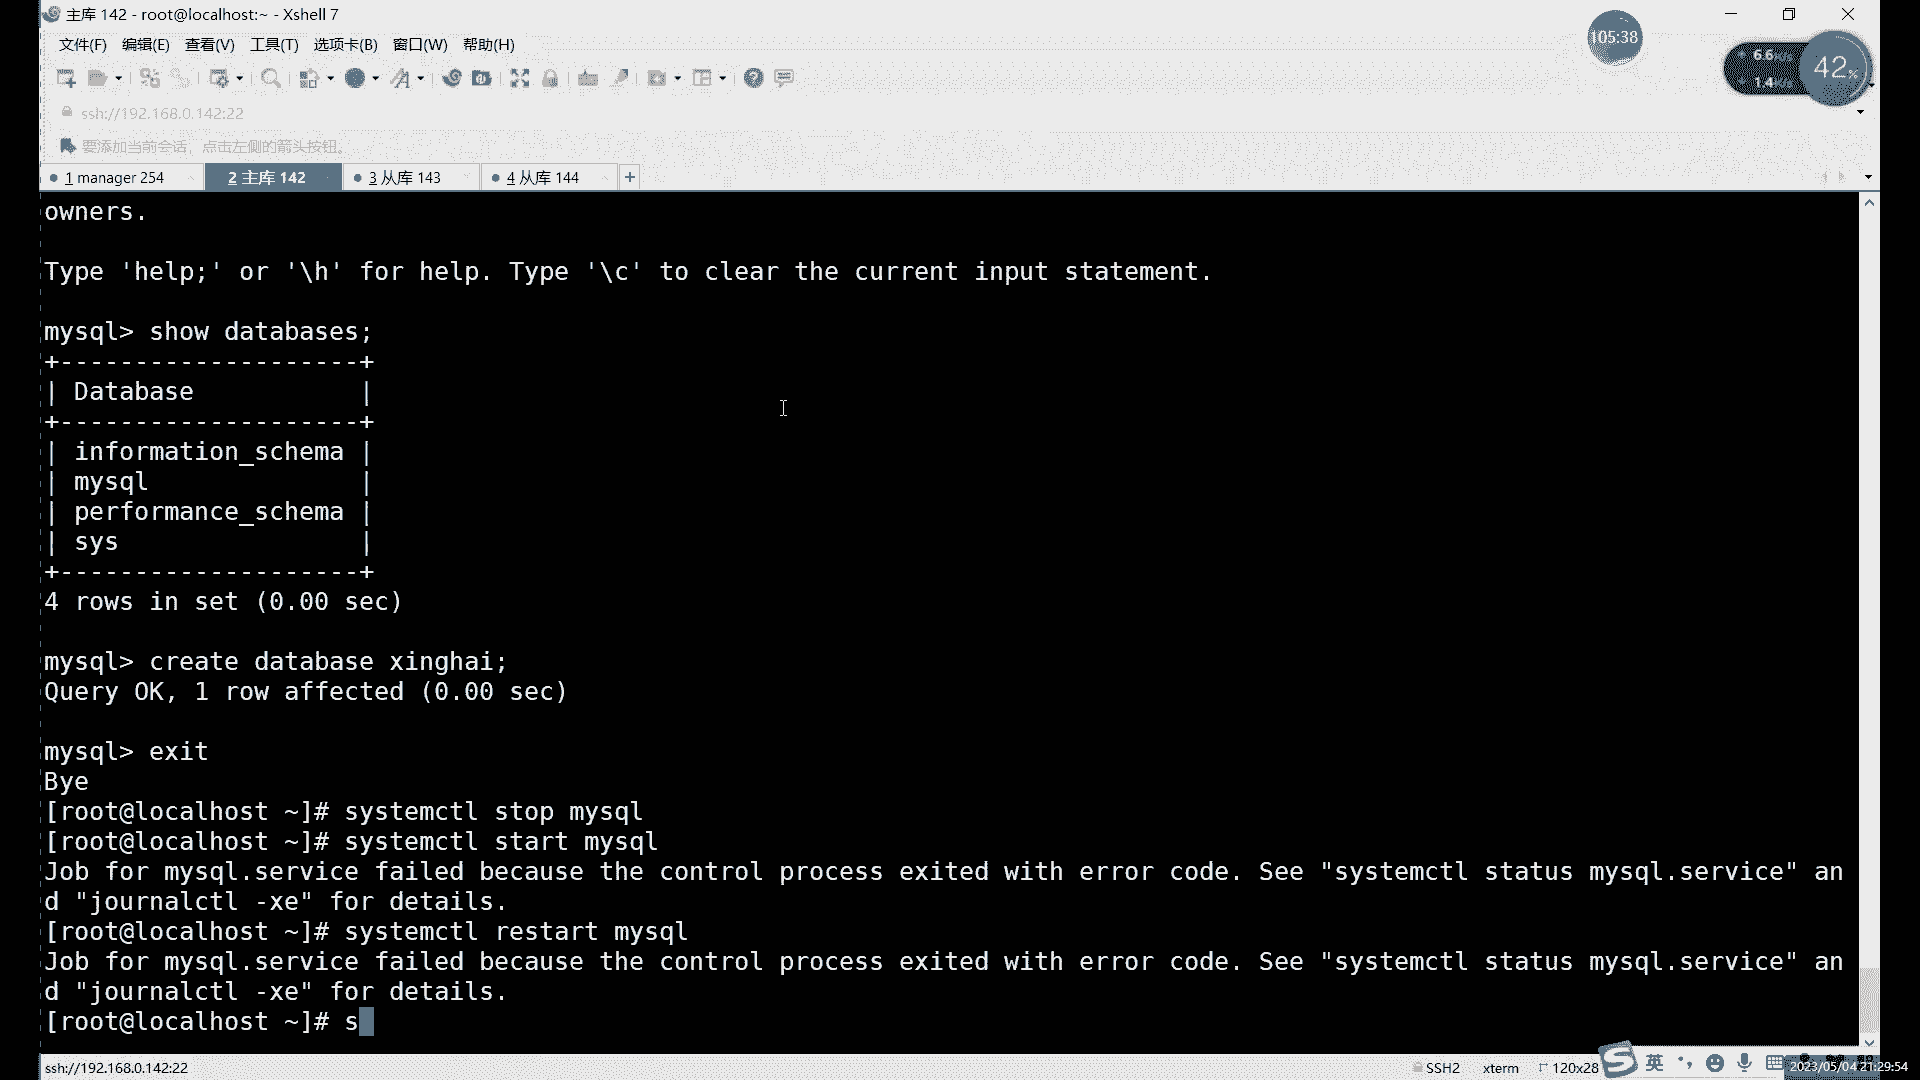 主库 142 - root@localhost:~ - Xshell 7
105:38
6.6K/s
1.4K/s
42%
文件(F) 编辑(E) 查看(V) 工具(T) 选项卡(B) 窗口(W) 帮助(H)
ssh://192.168.0.142:22
要添加当前会话，点击左侧的箭头按钮。
1 manager 254 2 主库 142 3 从库 143 4 从库 144 +
owners.
Type 'help;' or '\h' for help. Type '\c' to clear the current input statement.
mysql> show databases;
+--------------------+
| Database           |
+--------------------+
| information_schema |
| mysql              |
| performance_schema |
| sys                |
+--------------------+
4 rows in set (0.00 sec)
mysql> create database xinghai;
Query OK, 1 row affected (0.00 sec)
mysql> exit
Bye
[root@localhost ~]# systemctl stop mysql
[root@localhost ~]# systemctl start mysql
Job for mysql.service failed because the control process exited with error code. See "systemctl status mysql.service" an
d "journalctl -xe" for details.
[root@localhost ~]# systemctl restart mysql
Job for mysql.service failed because the control process exited with error code. See "systemctl status mysql.service" an
d "journalctl -xe" for details.
[root@localhost ~]# s
ssh://192.168.0.142:22 SSH2 xterm 120x28 英 2023/05/04 21:29:54